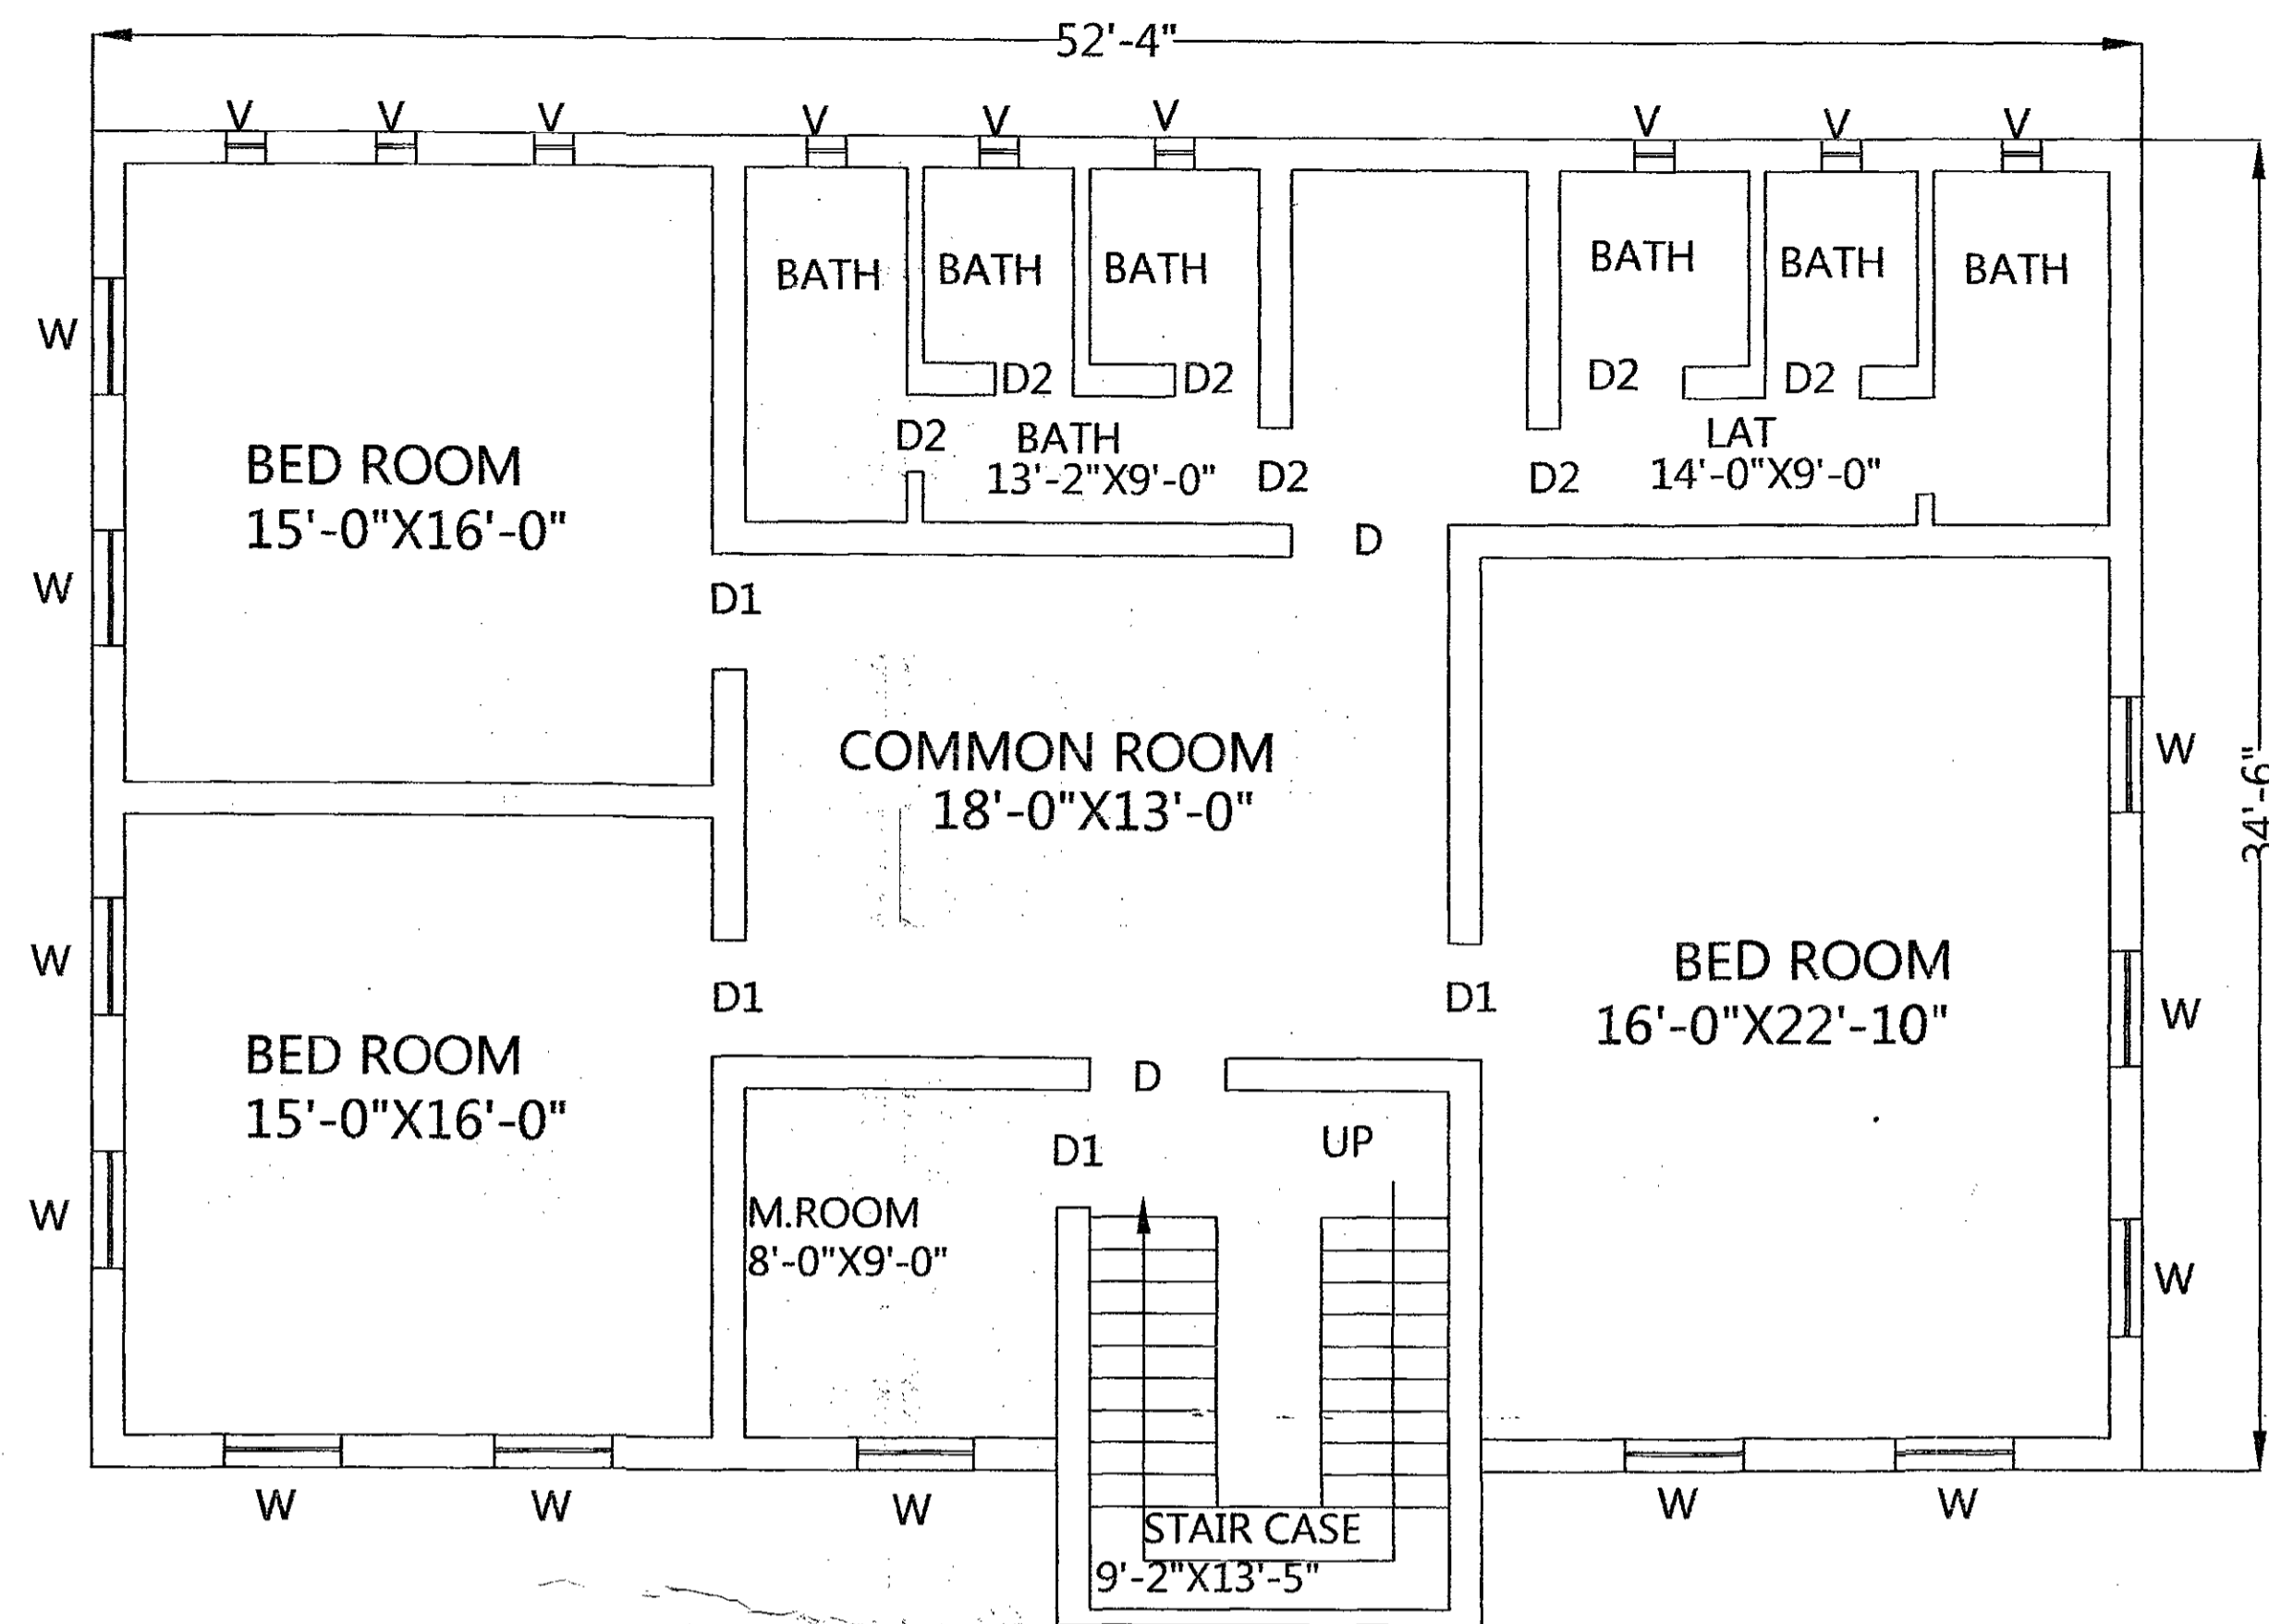 52'-4"
V V V V V V V V V
BATH BATH BATH BATH BATH BATH
W
D2 D2 D2 D2
D2 BATH LAT
13'-2"X9'-0" D2 D2 14'-0"X9'-0"
BED ROOM
15'-0"X16'-0"
D
W
D1
COMMON ROOM
18'-0"X13'-0"
W
34'-6"
W
D1 D1
BED ROOM
16'-0"X22'-10"
W
BED ROOM
15'-0"X16'-0"
D
D1 UP
W
M.ROOM
8'-0"X9'-0"
W
W W W W W
STAIR CASE
9'-2"X13'-5"